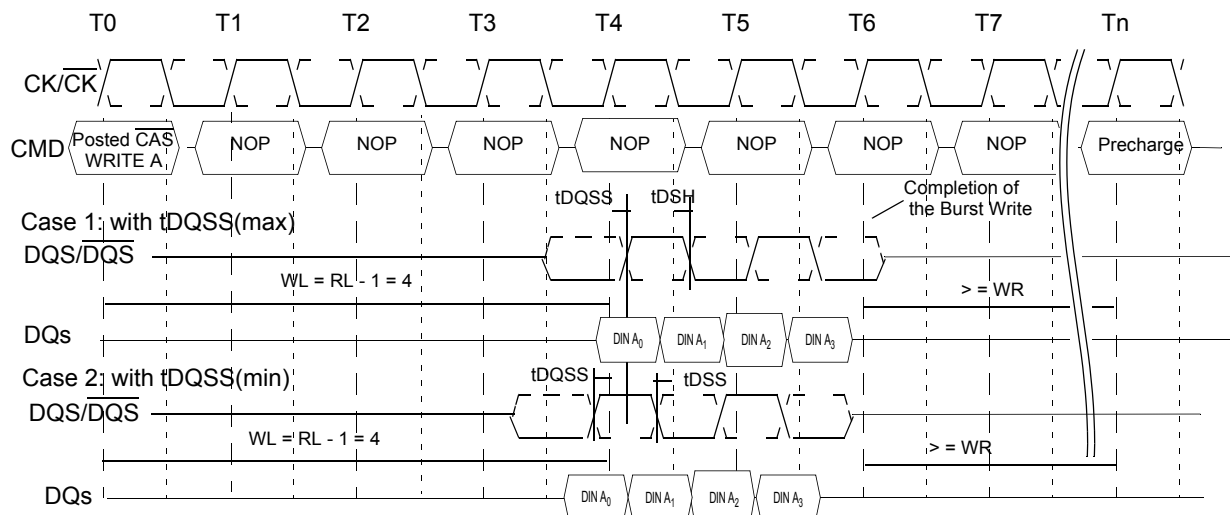 T0 T1 T2 T3 T4 T5 T6 T7 Tn
CK/CK
CMD Posted CAS WRITE A NOP NOP NOP NOP NOP NOP NOP Precharge
tDQSS tDSH
Completion of
the Burst Write
Case 1: with tDQSS(max)
DQS/DQS
WL = RL - 1 = 4
> = WR
DQs DIN A0 DIN A1 DIN A2 DIN A3
Case 2: with tDQSS(min)
tDQSS tDSS
DQS/DQS
WL = RL - 1 = 4
> = WR
DQs DIN A0 DIN A1 DIN A2 DIN A3